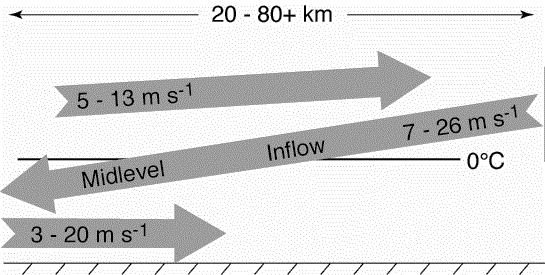 20 - 80+ km
5 - 13 m s⁻¹
7 - 26 m s⁻¹
Midlevel Inflow
0°C
3 - 20 m s⁻¹